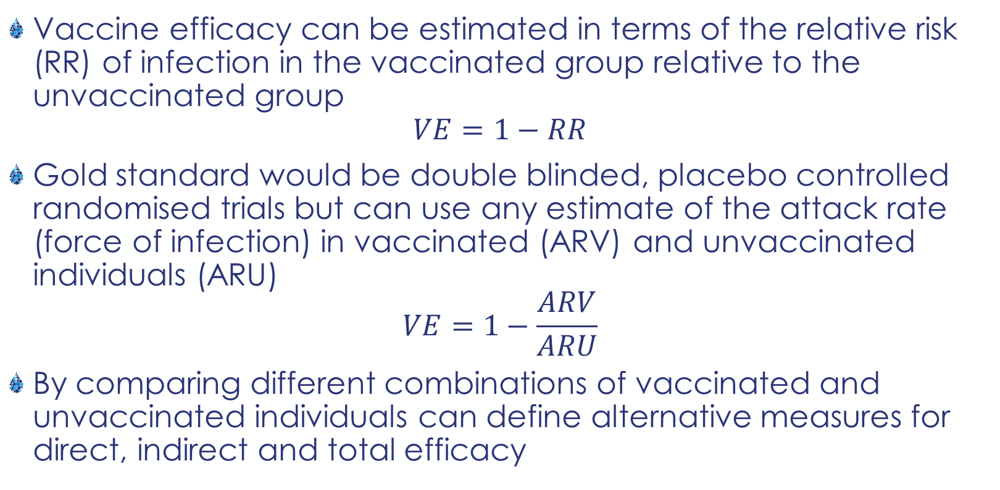 Vaccine efficacy can be estimated in terms of the relative risk
(RR) of infection in the vaccinated group relative to the
unvaccinated group
VE = 1 − RR
Gold standard would be double blinded, placebo controlled
randomised trials but can use any estimate of the attack rate
(force of infection) in vaccinated (ARV) and unvaccinated
individuals (ARU)
VE = 1 − ARV/ARU
By comparing different combinations of vaccinated and
unvaccinated individuals can define alternative measures for
direct, indirect and total efficacy